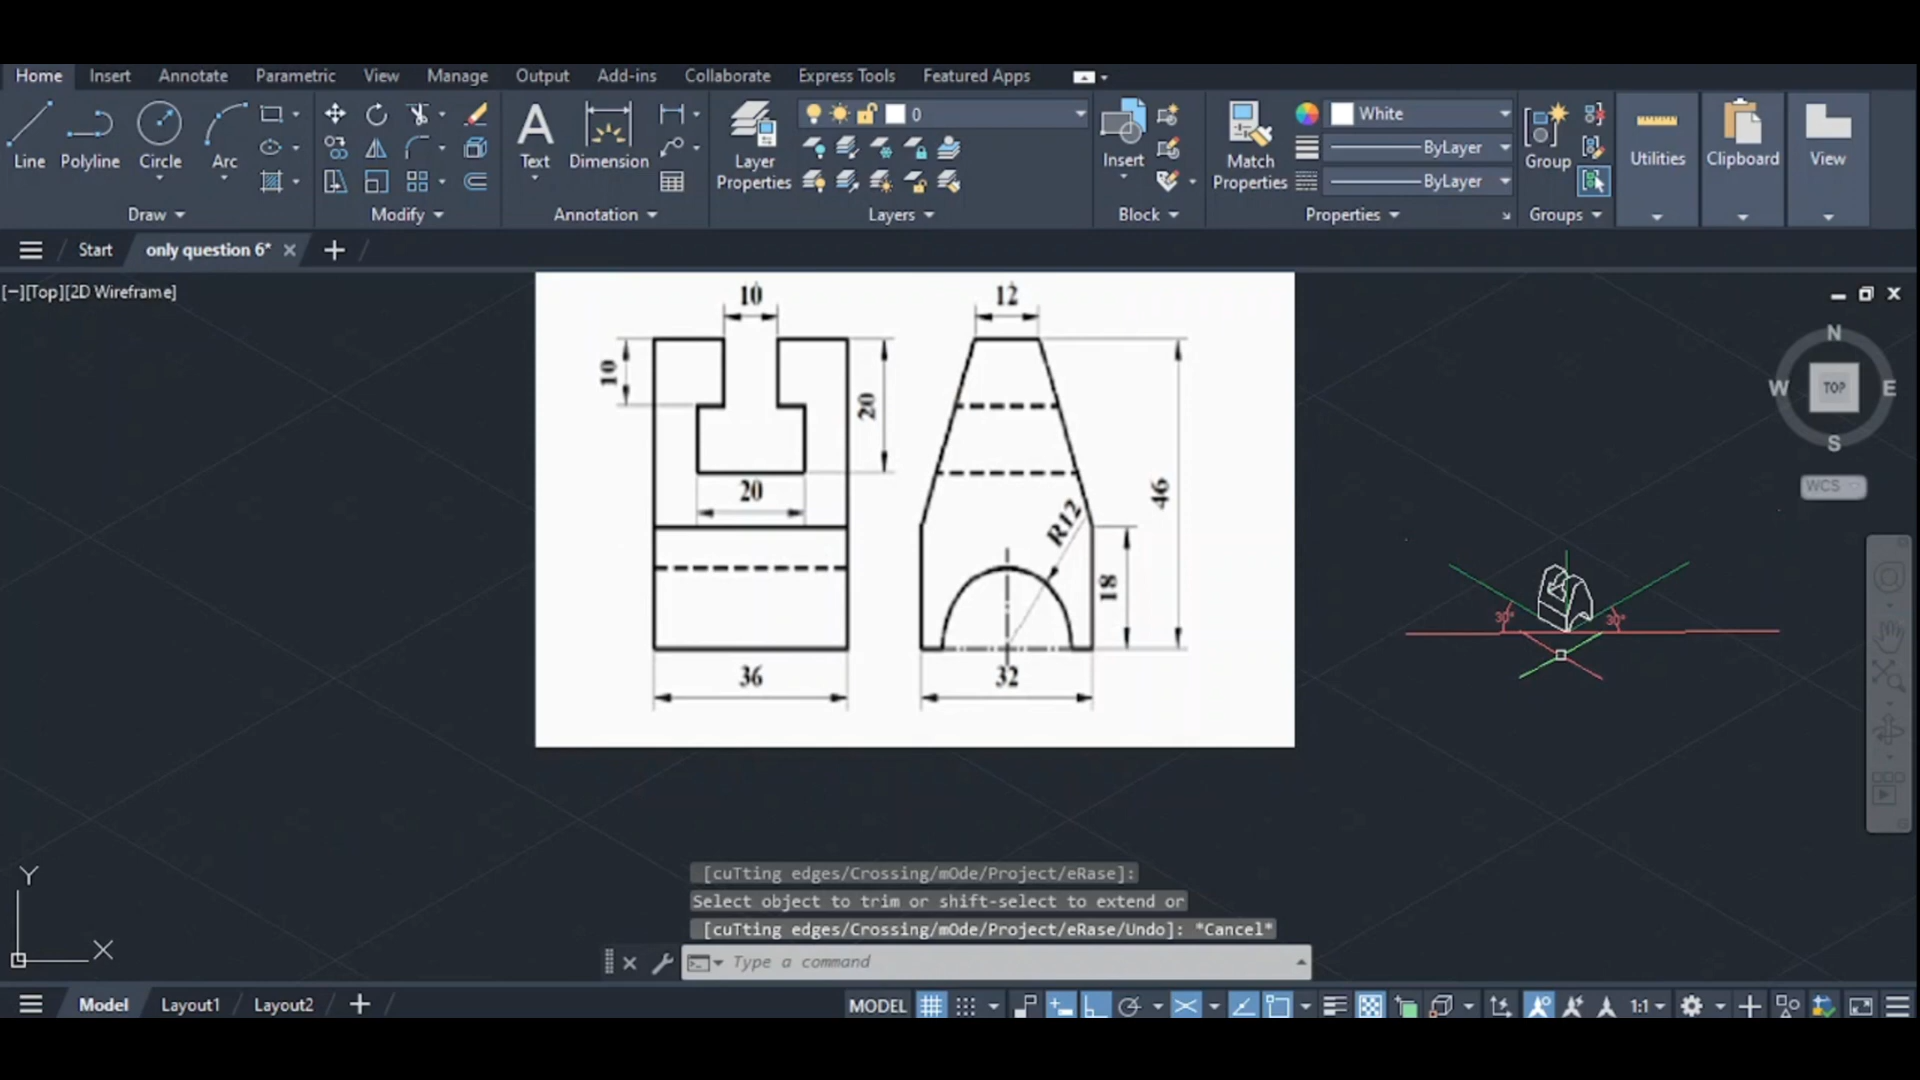 Home Insert Annotate Parametric View Manage Output Add-ins Collaborate Express Tools Featured Apps
0 White
Line Polyline Circle Arc Text Dimension Layer Properties Insert Match Properties ByLayer Group Utilities Clipboard View
ByLayer
Draw Modify Annotation Layers Block Properties Groups
Start only question 6*
[−][Top][2D Wireframe]
10 12
N
W TOP E
S
10 20
20 46
WCS
R12
18
30° 30°
36 32
Y
X
[cuTting edges/Crossing/mOde/Project/eRase]:
Select object to trim or shift-select to extend or
[cuTting edges/Crossing/mOde/Project/eRase/Undo]: *Cancel*
Type a command
Model Layout1 Layout2 MODEL 1:1